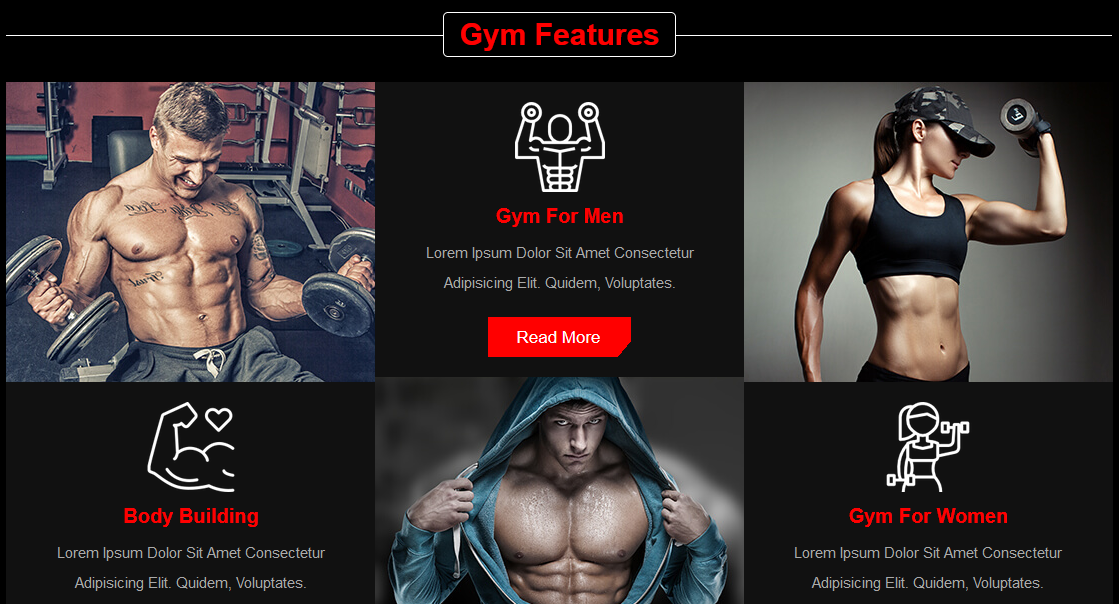 Gym Features
Gym For Men
Lorem Ipsum Dolor Sit Amet Consectetur
Adipisicing Elit. Quidem, Voluptates.
Read More
Body Building
Lorem Ipsum Dolor Sit Amet Consectetur
Adipisicing Elit. Quidem, Voluptates.
Gym For Women
Lorem Ipsum Dolor Sit Amet Consectetur
Adipisicing Elit. Quidem, Voluptates.